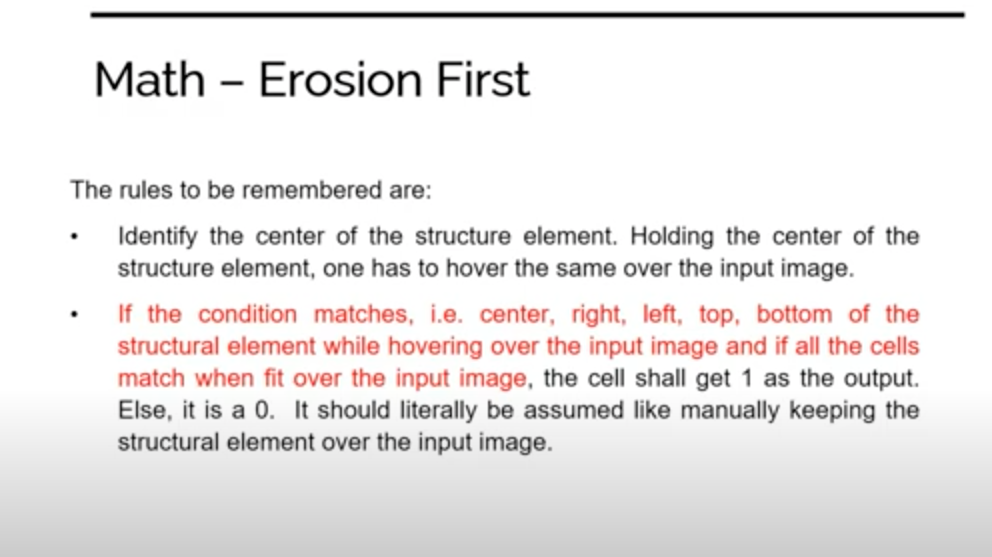 Math – Erosion First
The rules to be remembered are:
• Identify the center of the structure element. Holding the center of the
structure element, one has to hover the same over the input image.
• If the condition matches, i.e. center, right, left, top, bottom of the
structural element while hovering over the input image and if all the cells
match when fit over the input image, the cell shall get 1 as the output.
Else, it is a 0. It should literally be assumed like manually keeping the
structural element over the input image.